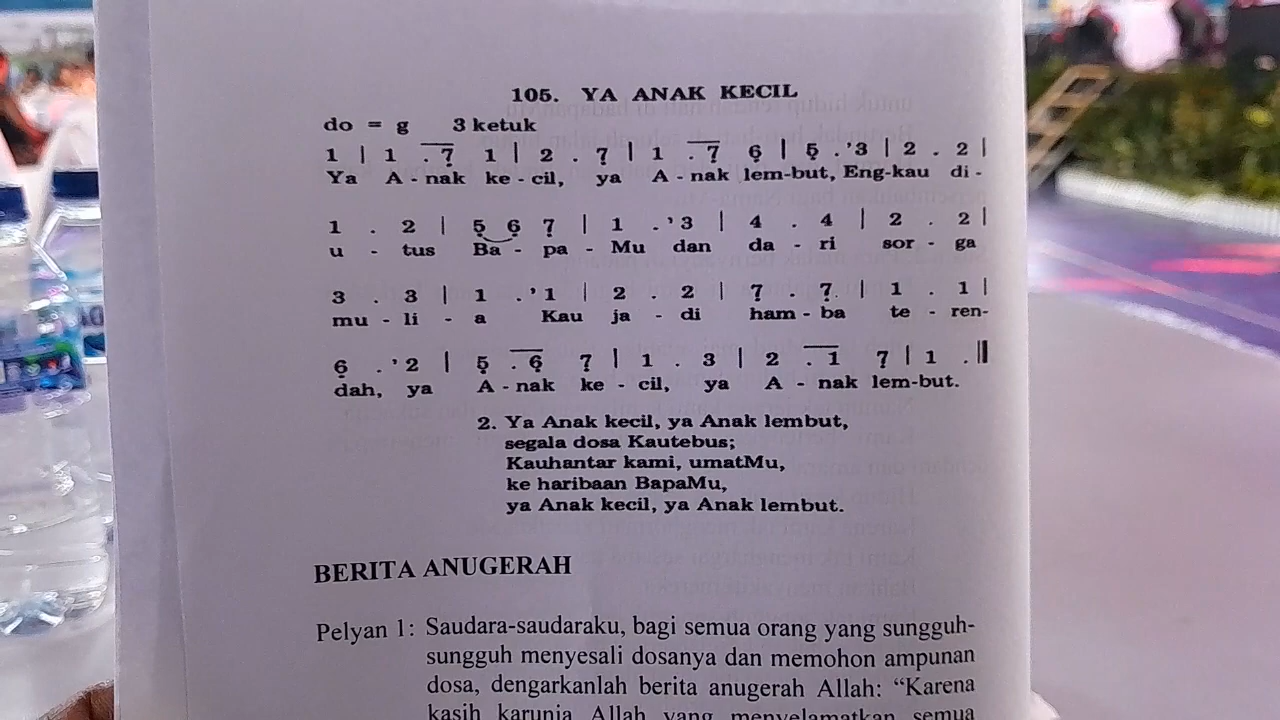 105. YA ANAK KECIL
do = g 3 ketuk
1 | 1 .7̣ 1 | 2 . 7̣ | 1 .7̣ 6̣ | 5̣ .'3 | 2 . 2 |
Ya A - nak ke - cil, ya A - nak lem-but, Eng-kau di -
1 . 2 | 5̣ 6̣ 7̣ | 1 .'3 | 4 . 4 | 2 . 2 |
u - tus Ba - pa - Mu dan da - ri sor - ga
3 . 3 | 1 .'1 | 2 . 2 | 7̣ . 7̣ | 1 . 1 |
mu - li - a Kau ja - di ham - ba te - ren-
6̣ .'2 | 5̣ .6̣ 7̣ | 1 . 3 | 2 .1 7̣ | 1 . ||
dah, ya A - nak ke - cil, ya A - nak lem-but.
2. Ya Anak kecil, ya Anak lembut,
segala dosa Kautebus;
Kauhantar kami, umatMu,
ke haribaan BapaMu,
ya Anak kecil, ya Anak lembut.
BERITA ANUGERAH
Pelyan 1: Saudara-saudaraku, bagi semua orang yang sungguh-
sungguh menyesali dosanya dan memohon ampunan
dosa, dengarkanlah berita anugerah Allah: “Karena
kasih karunia Allah yang menyelamatkan semua